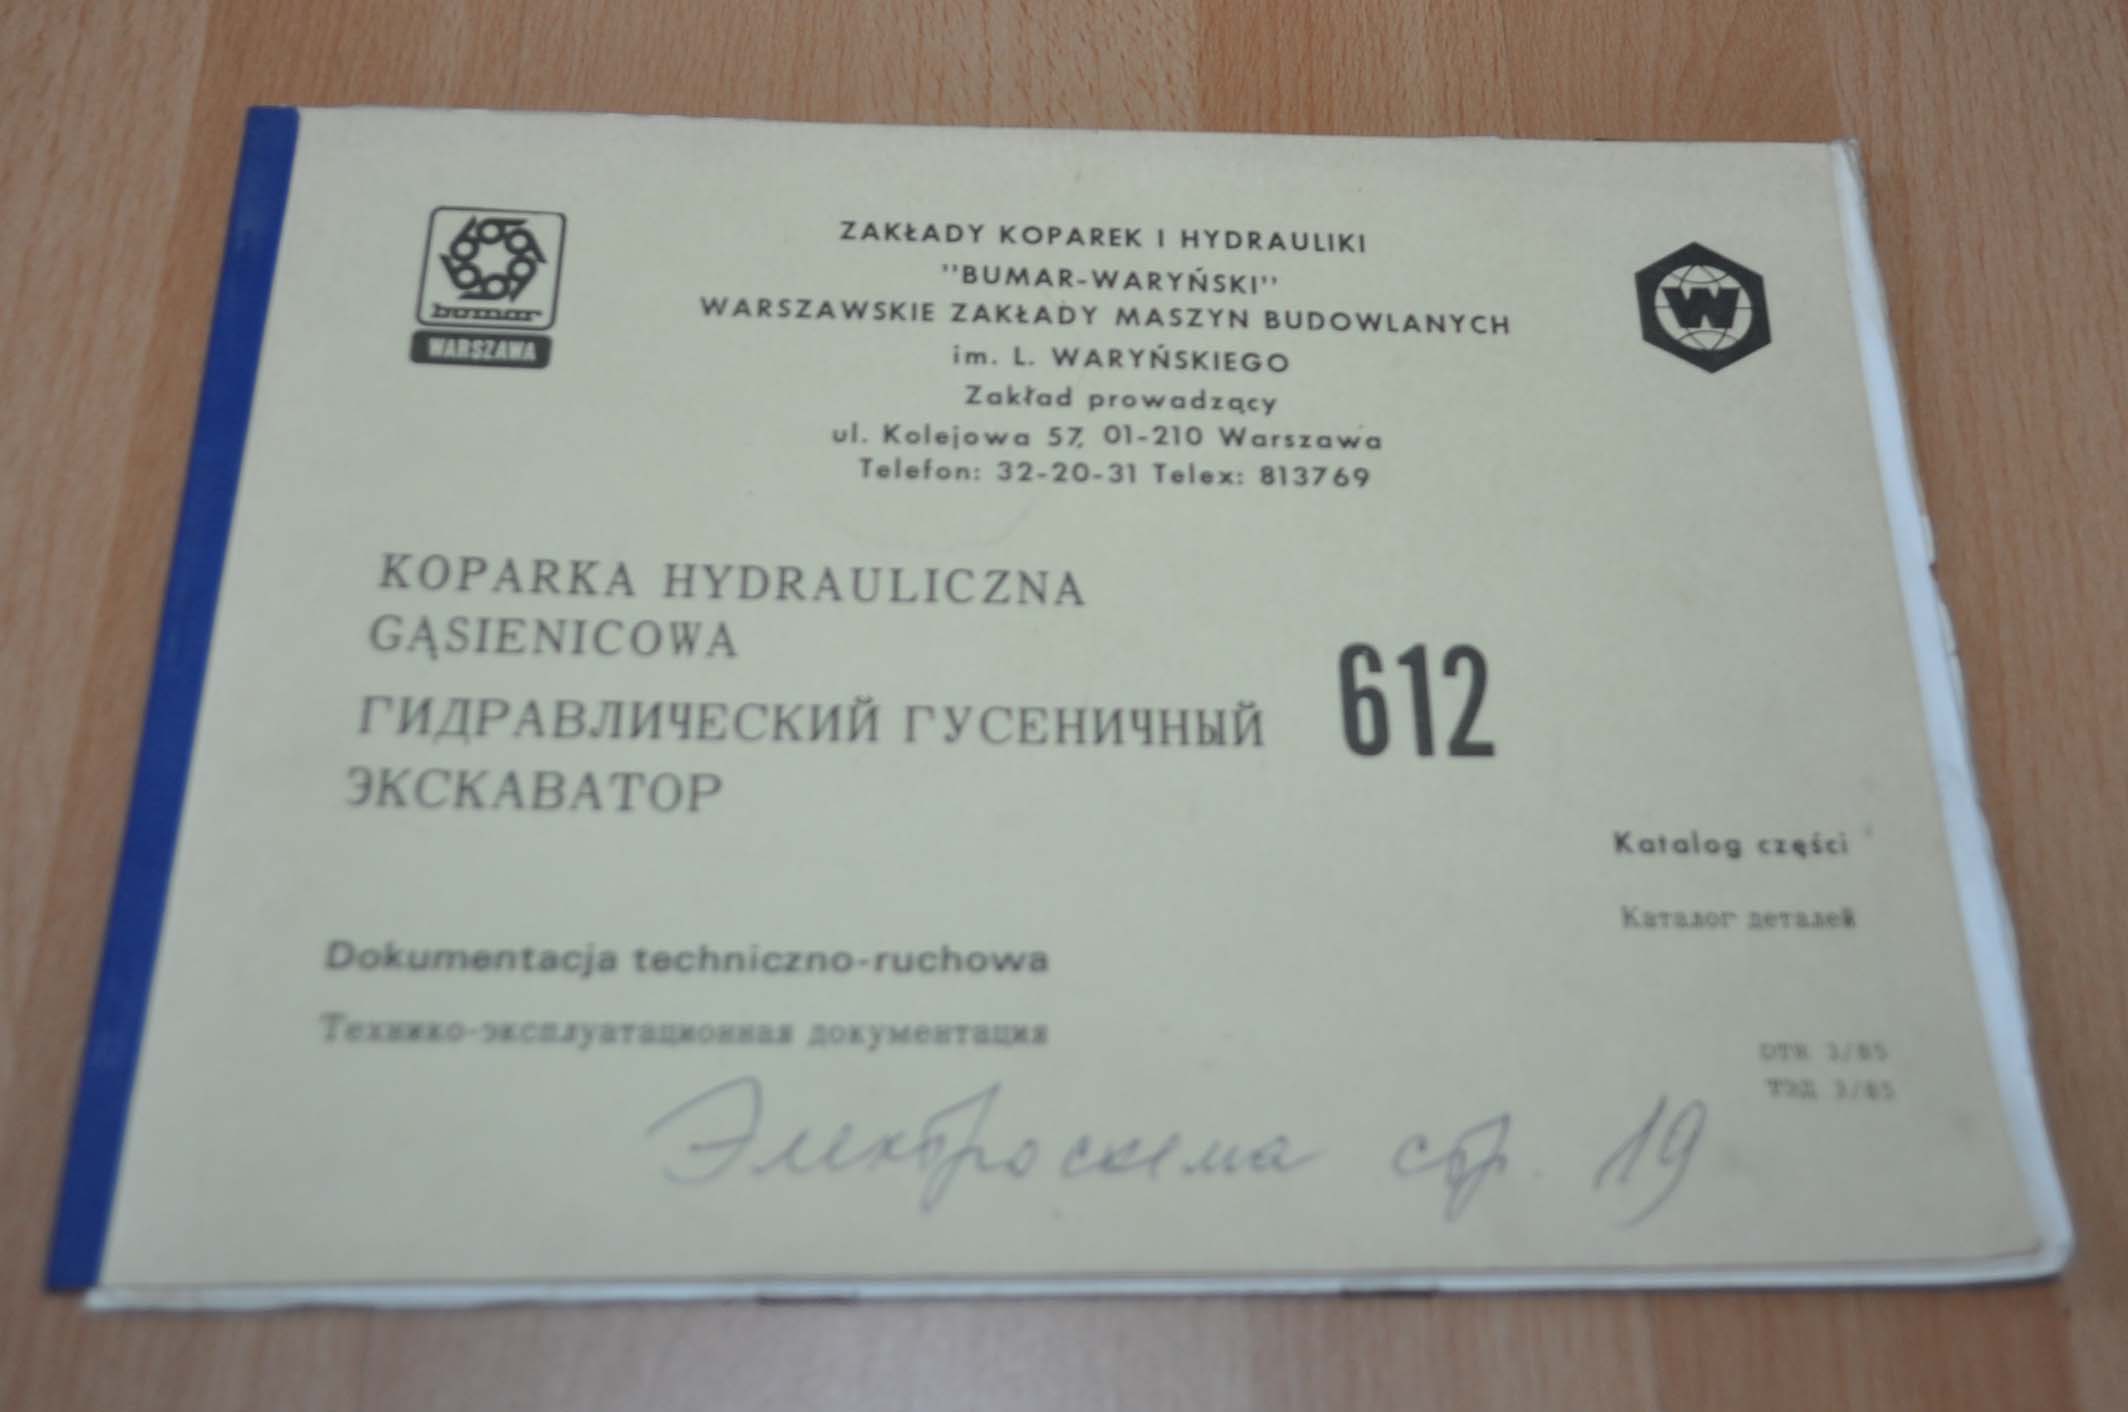 bumar
WARSZAWA
ZAKŁADY KOPAREK I HYDRAULIKI
"BUMAR-WARYŃSKI"
WARSZAWSKIE ZAKŁADY MASZYN BUDOWLANYCH
im. L. WARYŃSKIEGO
Zakład prowadzący
ul. Kolejowa 57, 01-210 Warszawa
Telefon: 32-20-31 Telex: 813769
W
KOPARKA HYDRAULICZNA
GĄSIENICOWA
ГИДРАВЛИЧЕСКИЙ ГУСЕНИЧНЫЙ
ЭКСКАВАТОР
612
Katalog części
Каталог деталей
Dokumentacja techniczno-ruchowa
Технико-эксплуатационная документация
DTR 3/85
ТЭД 3/85
Электросхема стр. 19